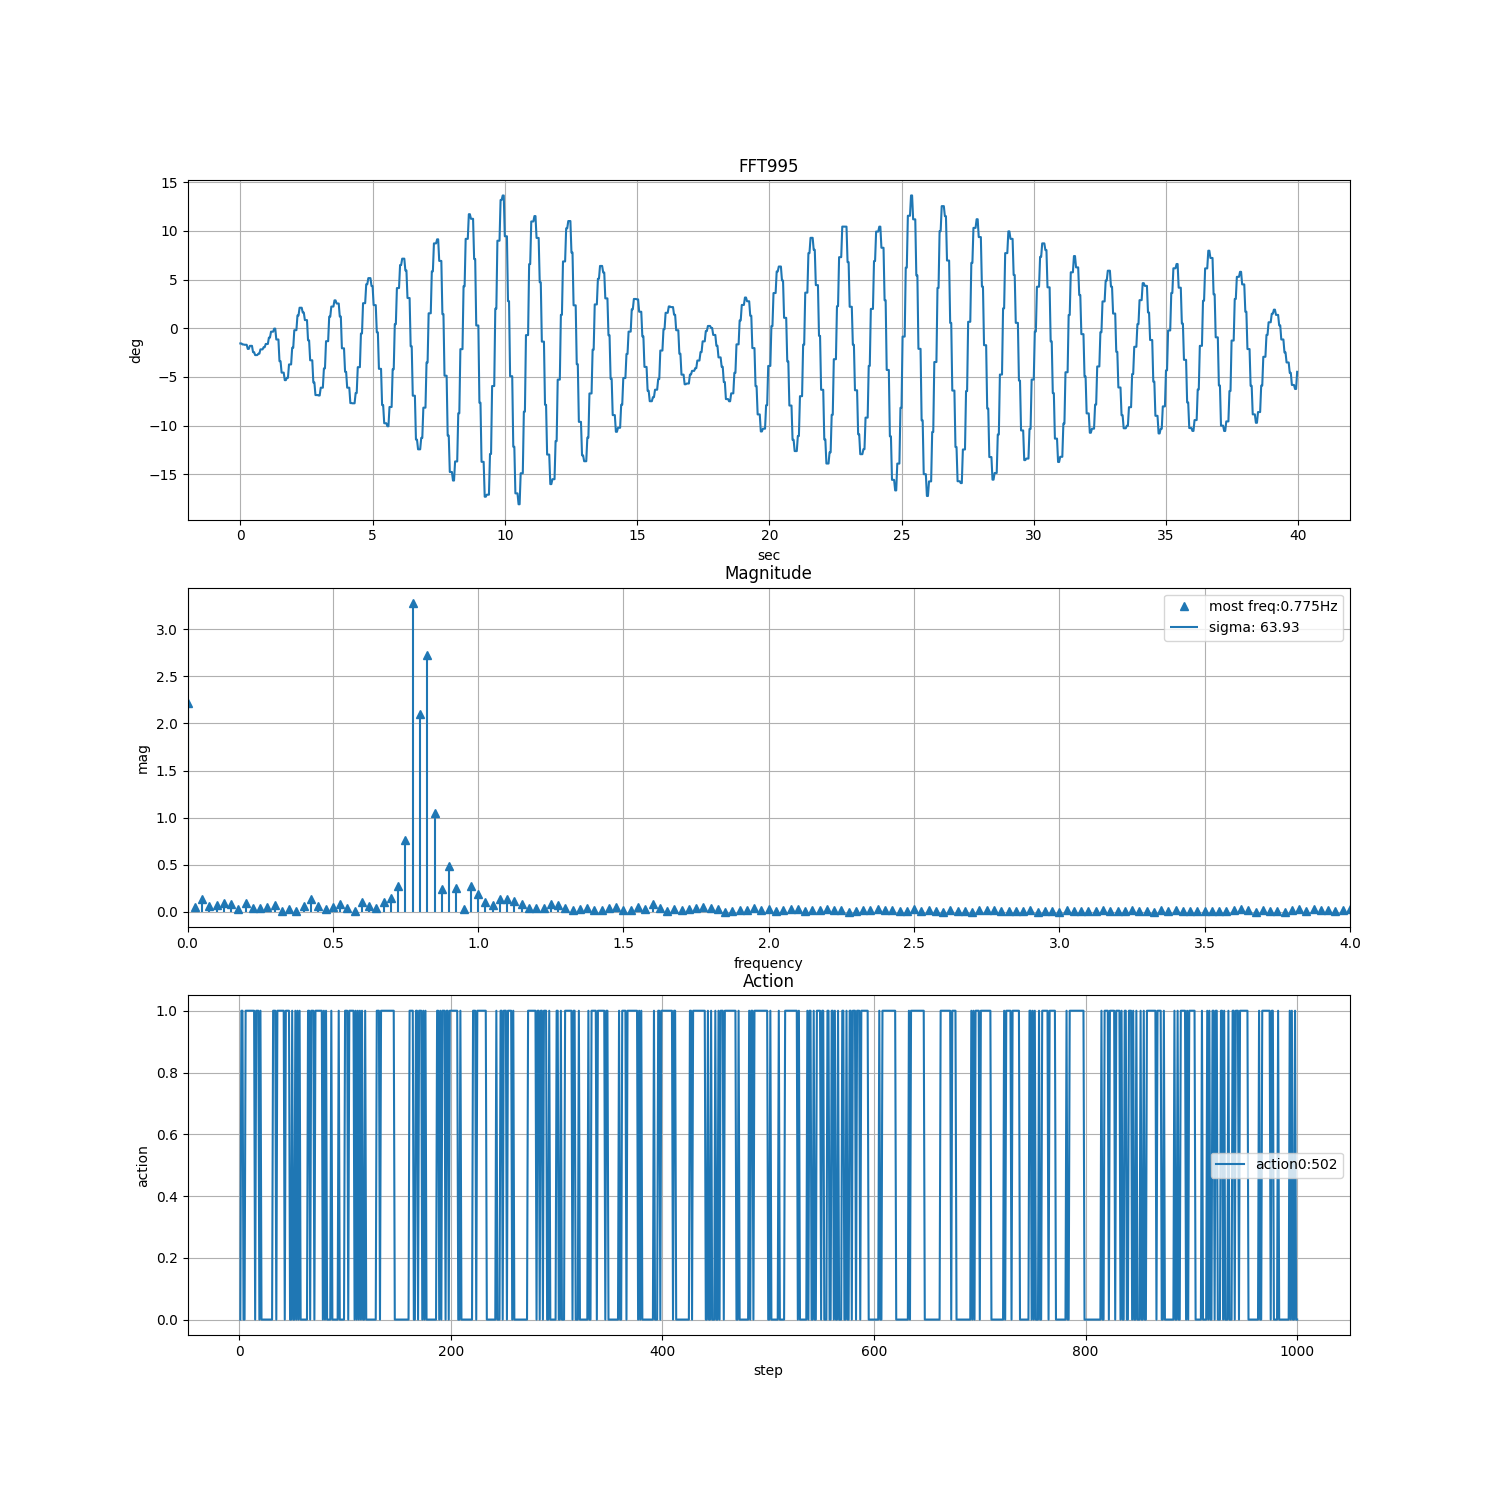 FFT995
15
10
5
0
−5
−10
−15
deg
0 5 10 15 20 25 30 35 40
sec
Magnitude
most freq:0.775Hz
sigma: 63.93
3.0
2.5
2.0
1.5
1.0
0.5
0.0
mag
0.0 0.5 1.0 1.5 2.0 2.5 3.0 3.5 4.0
frequency
Action
1.0
0.8
0.6
0.4
0.2
0.0
action
action0:502
0 200 400 600 800 1000
step